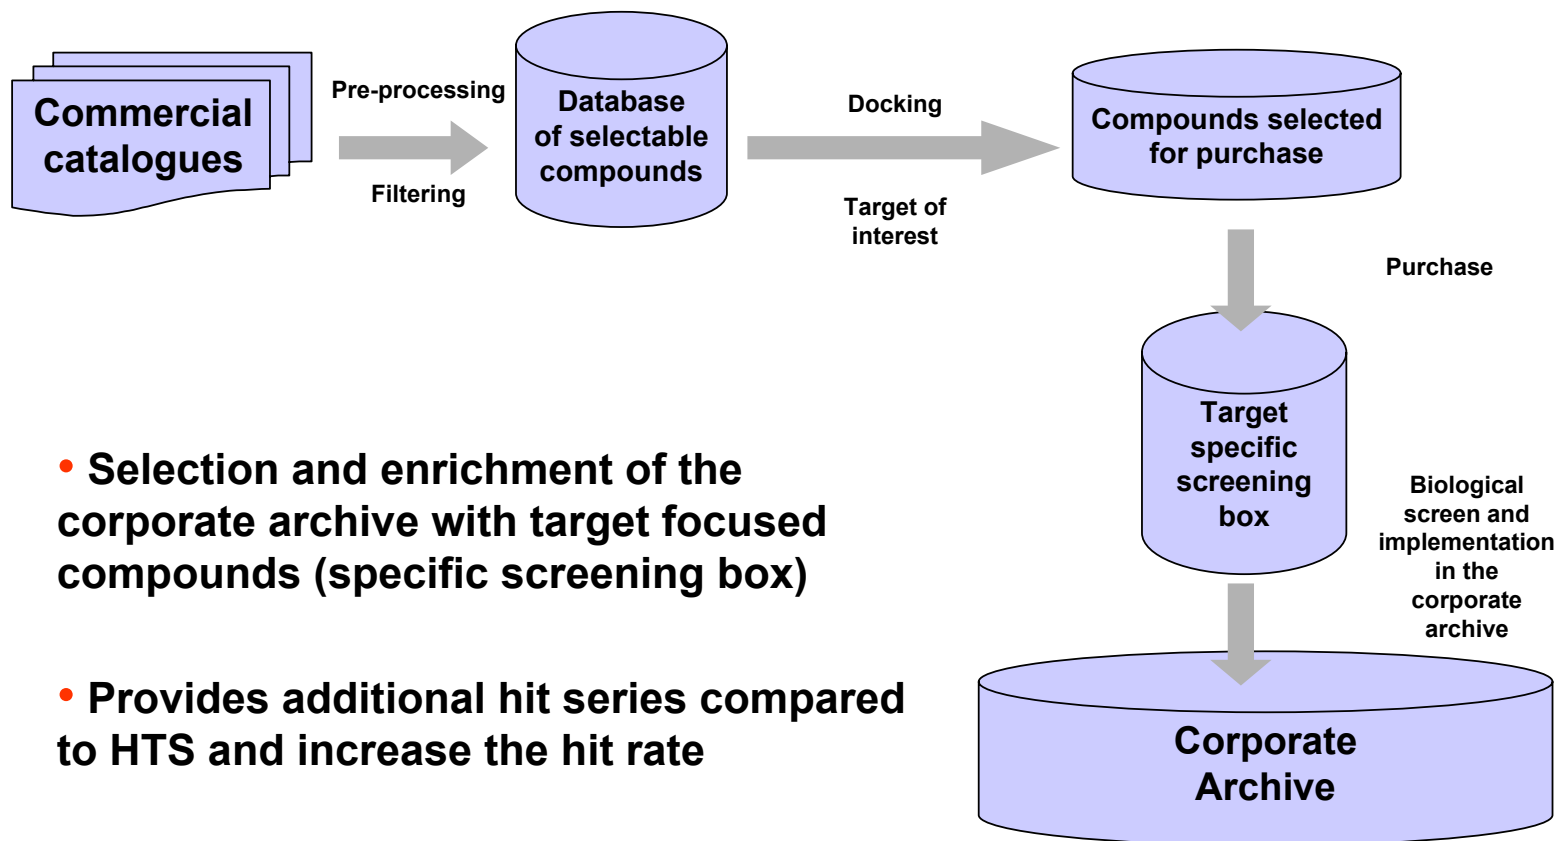 Commercial
catalogues
Pre-processing
Filtering
Database
of selectable
compounds
Docking
Target of
interest
Compounds selected
for purchase
Purchase
Target
specific
screening
box
Biological
screen and
implementation
in the
corporate
archive
Corporate
Archive
• Selection and enrichment of the
corporate archive with target focused
compounds (specific screening box)
• Provides additional hit series compared
to HTS and increase the hit rate